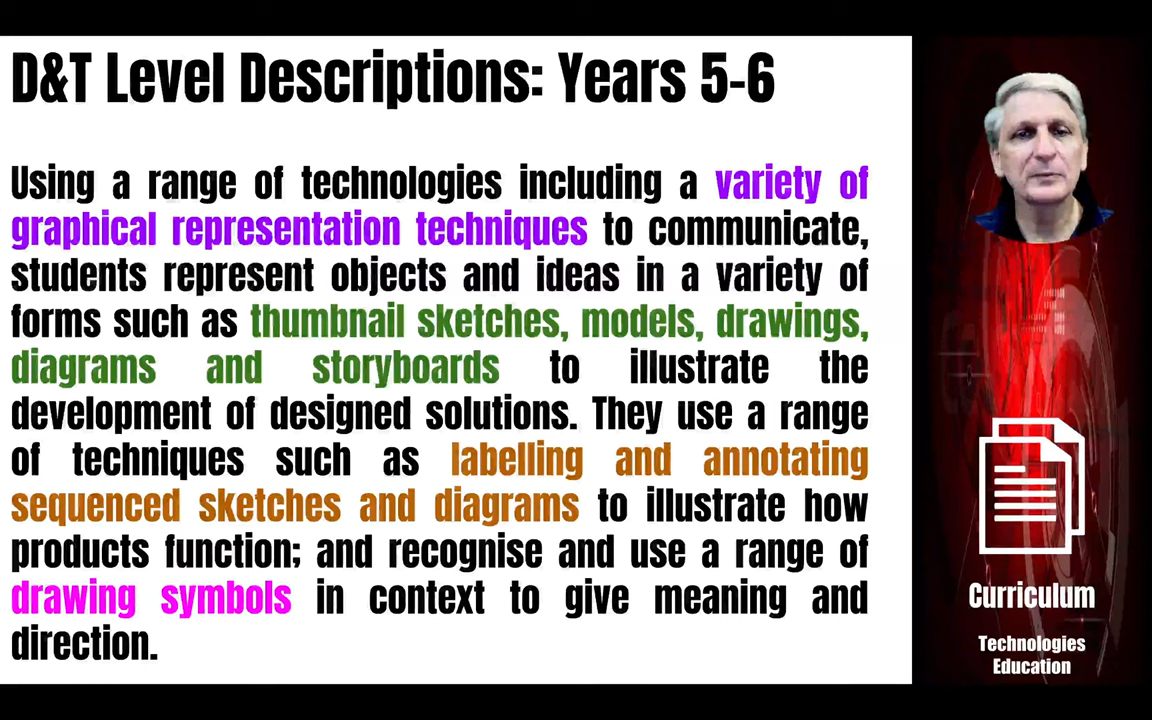 D&T Level Descriptions: Years 5-6
Using a range of technologies including a variety of
graphical representation techniques to communicate,
students represent objects and ideas in a variety of
forms such as thumbnail sketches, models, drawings,
diagrams and storyboards to illustrate the
development of designed solutions. They use a range
of techniques such as labelling and annotating
sequenced sketches and diagrams to illustrate how
products function; and recognise and use a range of
drawing symbols in context to give meaning and
direction.
Curriculum
Technologies
Education